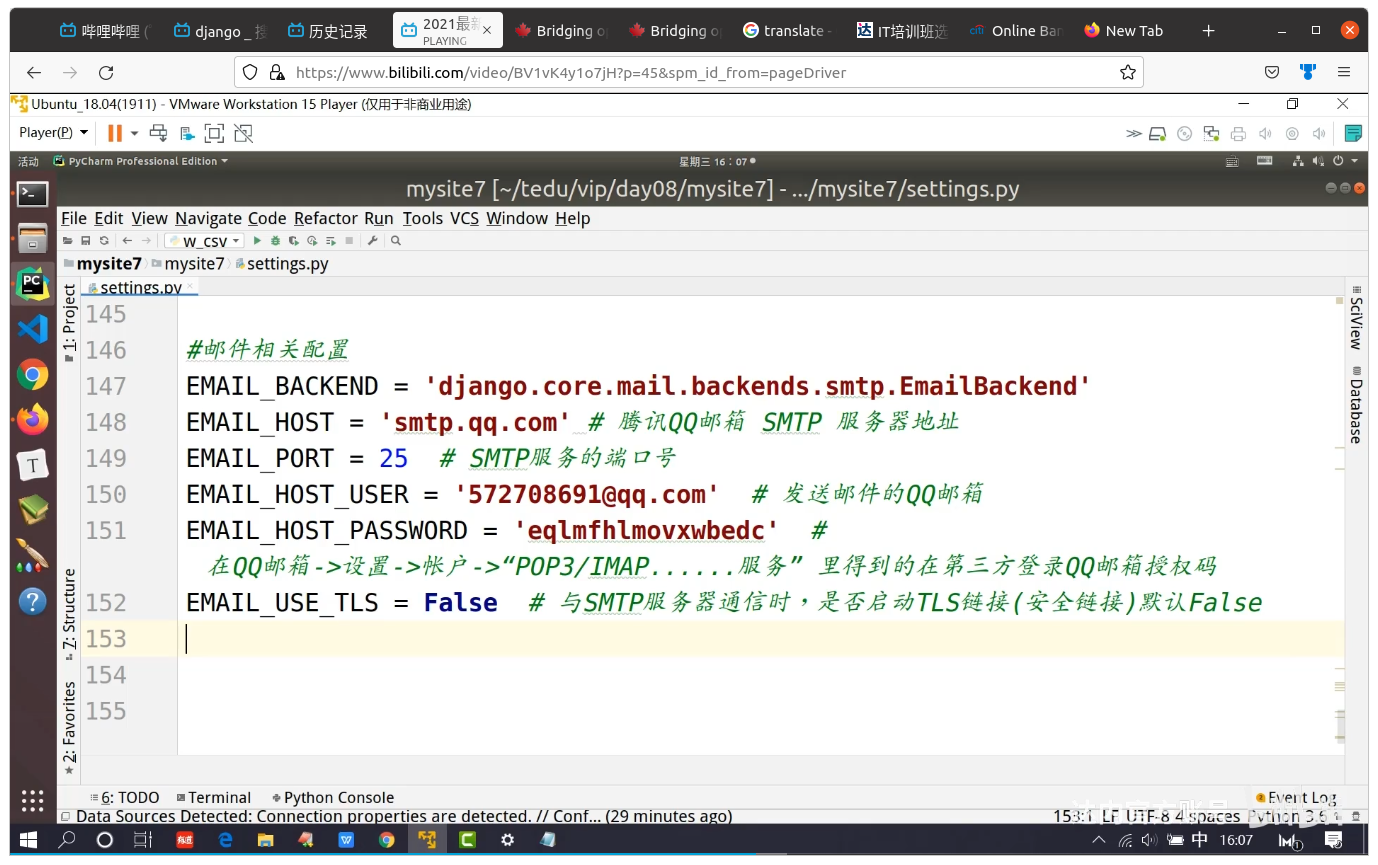 哔哩哔哩 (
django _ 搜
历史记录
2021最新
PLAYING
Bridging o
Bridging o
translate -
IT培训班选
Online Ban
New Tab
https://www.bilibili.com/video/BV1vK4y1o7jH?p=45&spm_id_from=pageDriver
Ubuntu_18.04(1911) - VMware Workstation 15 Player (仅用于非商业用途)
Player(P)
活动 PyCharm Professional Edition 星期三 16：07
mysite7 [~/tedu/vip/day08/mysite7] - .../mysite7/settings.py
File Edit View Navigate Code Refactor Run Tools VCS Window Help
w_csv
mysite7 mysite7 settings.py
settings.py
1: Project
SciView
Database
145
146 #邮件相关配置
147 EMAIL_BACKEND = 'django.core.mail.backends.smtp.EmailBackend'
148 EMAIL_HOST = 'smtp.qq.com' # 腾讯QQ邮箱 SMTP 服务器地址
149 EMAIL_PORT = 25 # SMTP服务的端口号
150 EMAIL_HOST_USER = '572708691@qq.com' # 发送邮件的QQ邮箱
151 EMAIL_HOST_PASSWORD = 'eqlmfhlmovxwbedc' #
在QQ邮箱->设置->帐户->“POP3/IMAP......服务” 里得到的在第三方登录QQ邮箱授权码
152 EMAIL_USE_TLS = False # 与SMTP服务器通信时，是否启动TLS链接(安全链接)默认False
153
154
155
7: Structure
2: Favorites
6: TODO Terminal Python Console Event Log
Data Sources Detected: Connection properties are detected. // Conf... (29 minutes ago) 153:1 LF UTF-8 4 spaces Python 3.6
中 16:07